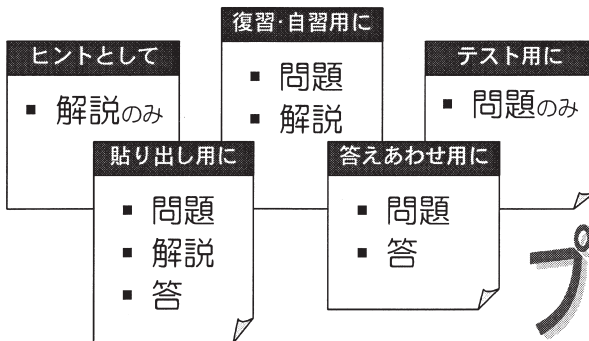 ヒントとして
■ 解説のみ
復習･自習用に
■ 問題
■ 解説
テスト用に
■ 問題のみ
貼り出し用に
■ 問題
■ 解説
■ 答
答えあわせ用に
■ 問題
■ 答
プ